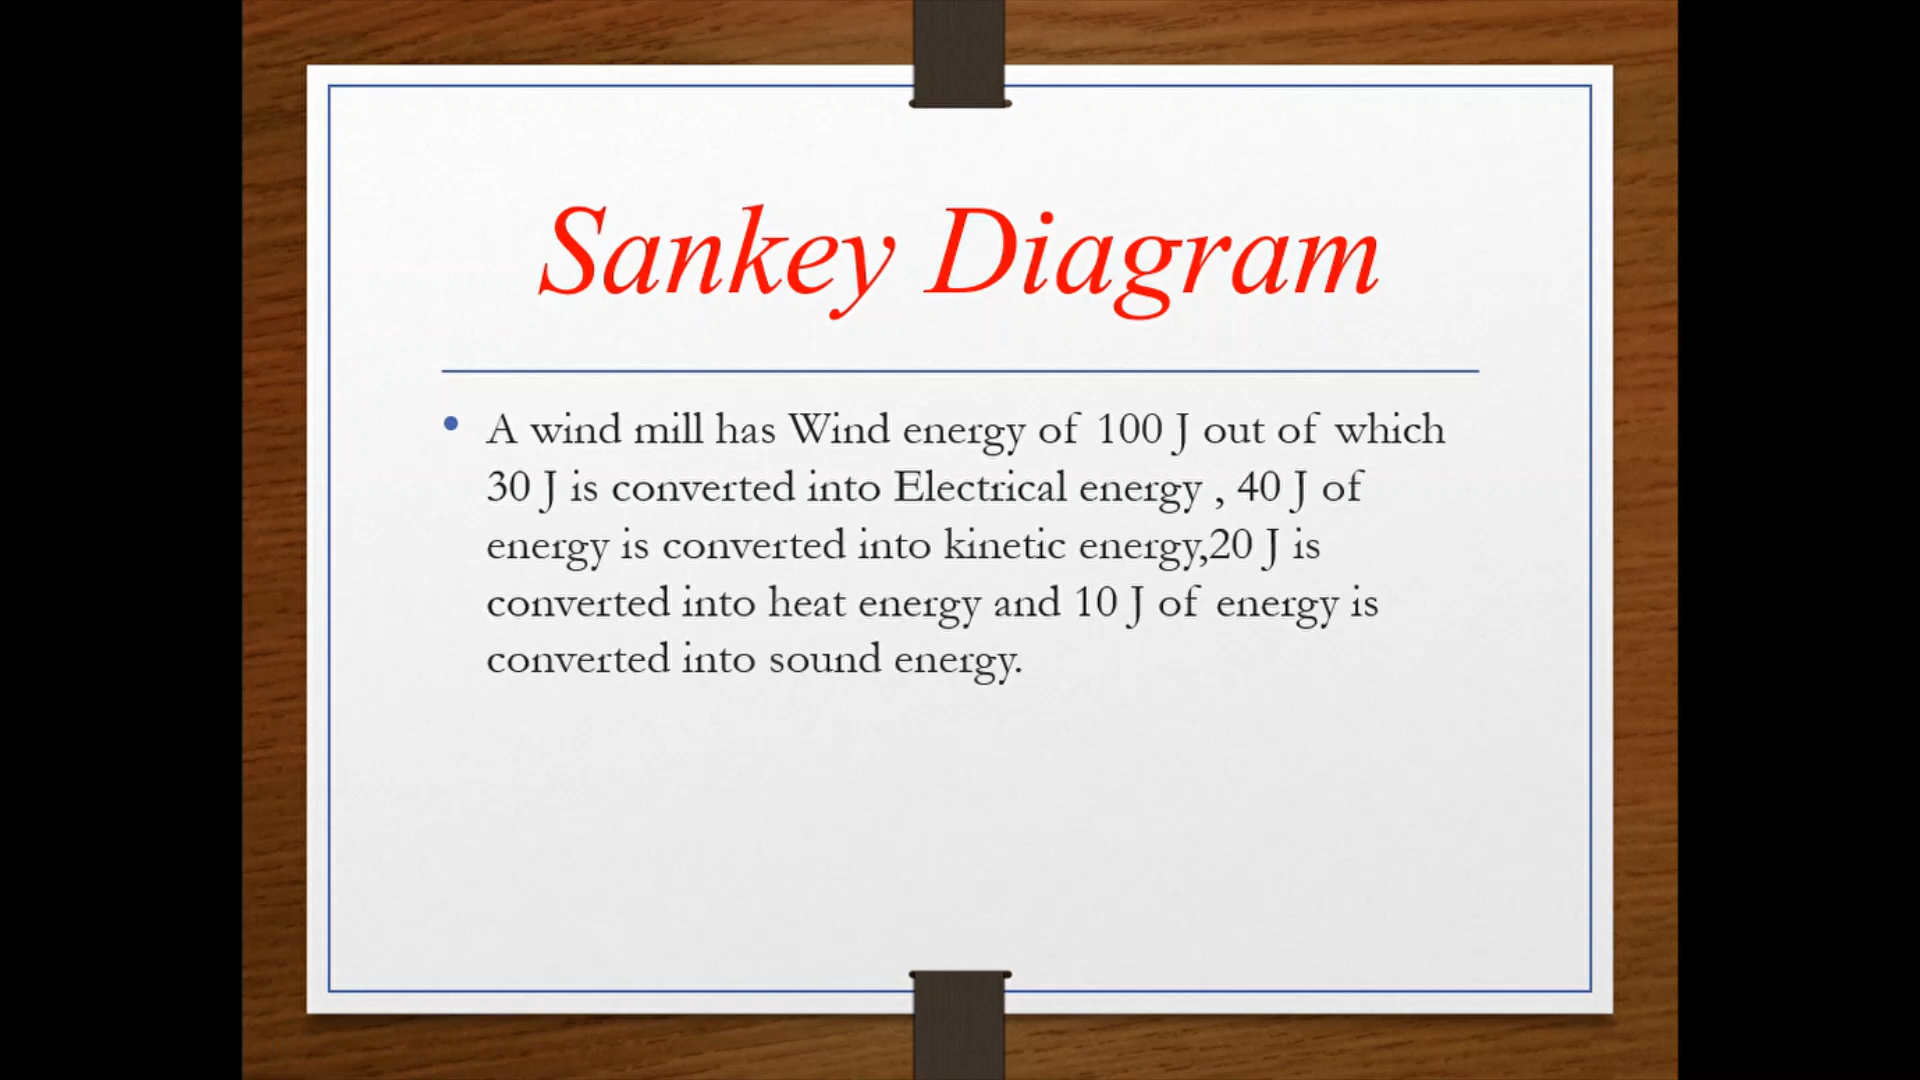 Sankey Diagram
• A wind mill has Wind energy of 100 J out of which
30 J is converted into Electrical energy , 40 J of
energy is converted into kinetic energy,20 J is
converted into heat energy and 10 J of energy is
converted into sound energy.